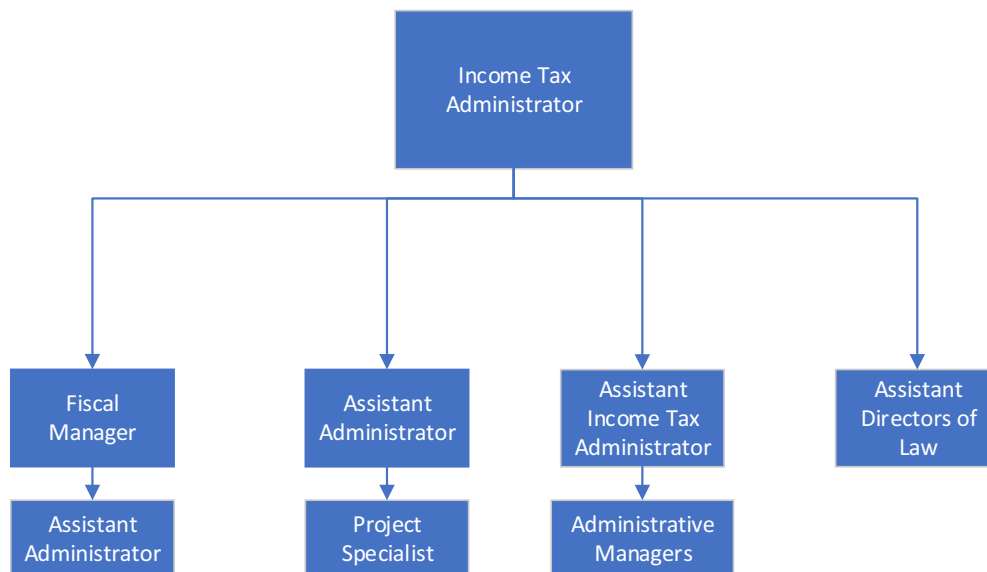 Income Tax
Administrator
Fiscal
Manager
Assistant
Administrator
Assistant
Income Tax
Administrator
Assistant
Directors of
Law
Assistant
Administrator
Project
Specialist
Administrative
Managers